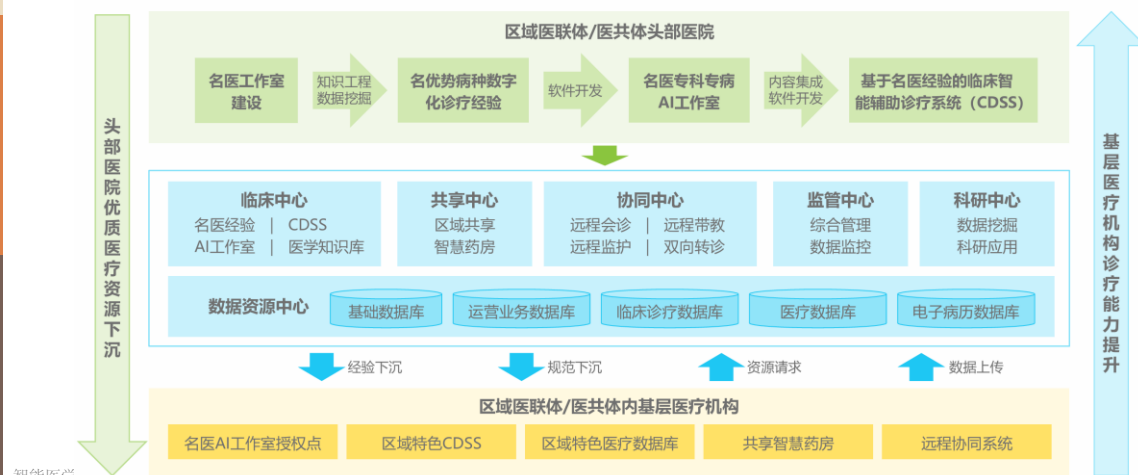 区域医联体/医共体头部医院
名医工作室
建设
知识工程
数据挖掘
名优势病种数字
化诊疗经验
软件开发
名医专科专病
AI工作室
内容集成
软件开发
基于名医经验的临床智
能辅助诊疗系统（CDSS）
头部医院优质医疗资源下沉
基层医疗机构诊疗能力提升
临床中心
名医经验 | CDSS
AI工作室 | 医学知识库
共享中心
区域共享
智慧药房
协同中心
远程会诊 | 远程带教
远程监护 | 双向转诊
监管中心
综合管理
数据监控
科研中心
数据挖掘
科研应用
数据资源中心
基础数据库
运营业务数据库
临床诊疗数据库
医疗数据库
电子病历数据库
经验下沉
规范下沉
资源请求
数据上传
区域医联体/医共体内基层医疗机构
名医AI工作室授权点
区域特色CDSS
区域特色医疗数据库
共享智慧药房
远程协同系统
智能医学